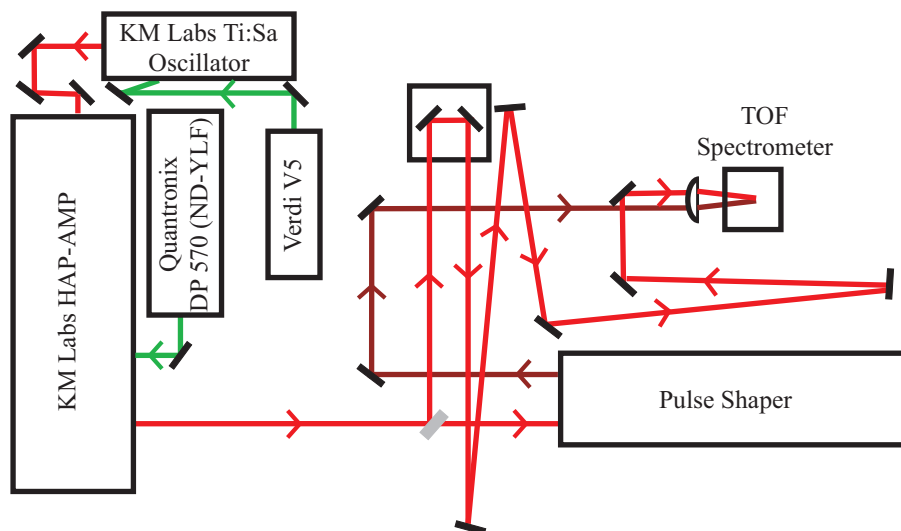 KM Labs Ti:Sa
Oscillator
KM Labs HAP-AMP
Quantronix
DP 570 (ND-YLF)
Verdi V5
TOF
Spectrometer
Pulse Shaper